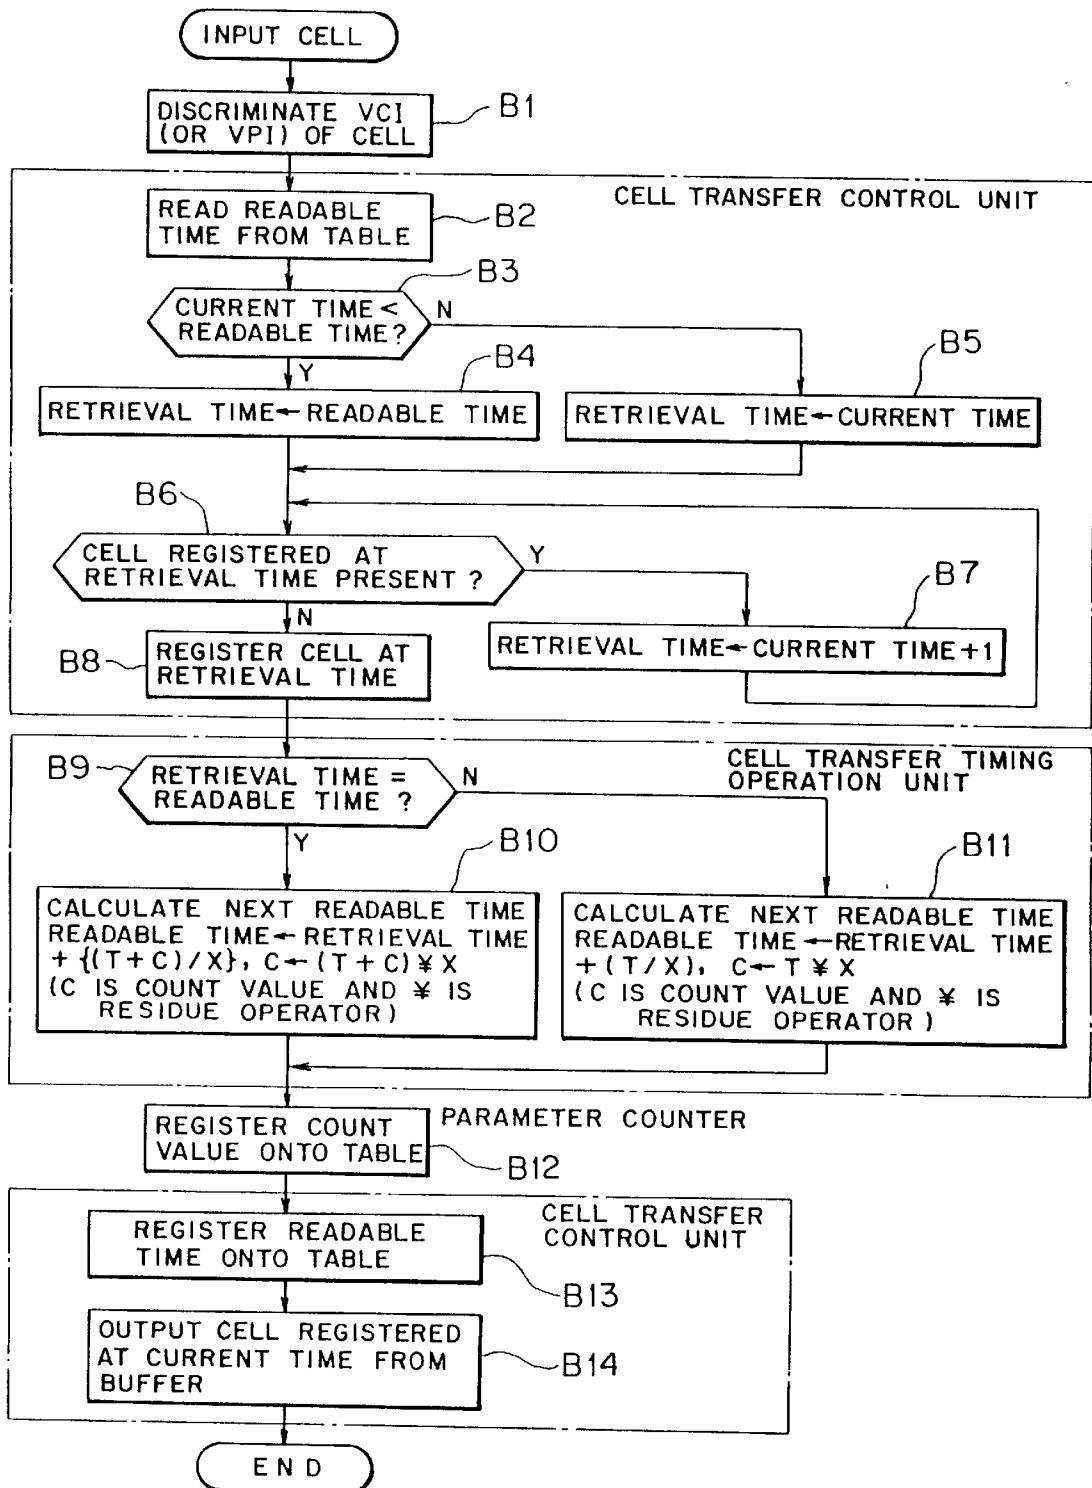 INPUT CELL
DISCRIMINATE VCI
(OR VPI) OF CELL
B1
CELL TRANSFER CONTROL UNIT
READ READABLE
TIME FROM TABLE
B2
B3
CURRENT TIME <
READABLE TIME?
N
Y
B4
RETRIEVAL TIME←READABLE TIME
B5
RETRIEVAL TIME←CURRENT TIME
B6
CELL REGISTERED AT
RETRIEVAL TIME PRESENT ?
Y
N
B7
RETRIEVAL TIME←CURRENT TIME+1
B8
REGISTER CELL AT
RETRIEVAL TIME
CELL TRANSFER TIMING
OPERATION UNIT
B9
RETRIEVAL TIME =
READABLE TIME ?
N
Y
B10
CALCULATE NEXT READABLE TIME
READABLE TIME←RETRIEVAL TIME
+ {(T+C)/X}, C←(T+C)¥X
(C IS COUNT VALUE AND ¥ IS
RESIDUE OPERATOR)
B11
CALCULATE NEXT READABLE TIME
READABLE TIME←RETRIEVAL TIME
+(T/X), C←T¥X
(C IS COUNT VALUE AND ¥ IS
RESIDUE OPERATOR)
PARAMETER COUNTER
REGISTER COUNT
VALUE ONTO TABLE
B12
CELL TRANSFER
CONTROL UNIT
REGISTER READABLE
TIME ONTO TABLE
B13
OUTPUT CELL REGISTERED
AT CURRENT TIME FROM
BUFFER
B14
END